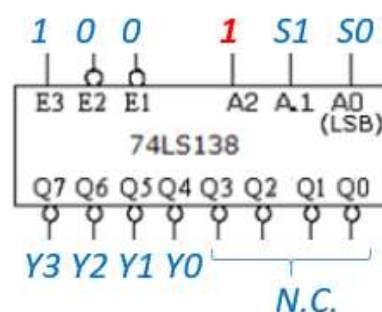 1 0 0 1 S1 S0
E3 E2 E1 A2 A.1 A0
(LSB)
74LS138
Q7 Q6 Q5 Q4 Q3 Q2 Q1 Q0
Y3 Y2 Y1 Y0
N.C.